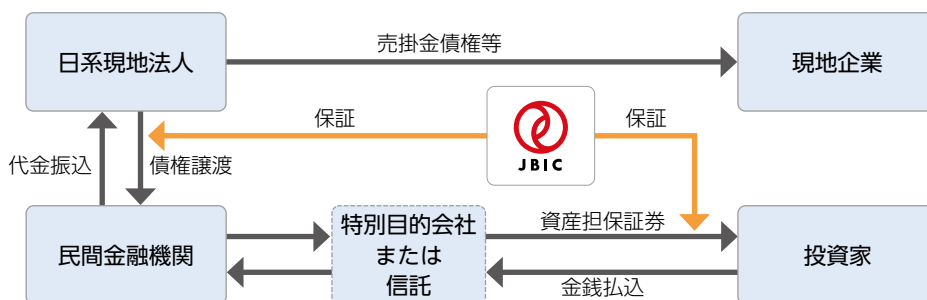 日系現地法人
売掛金債権等
現地企業
保証
保証
JBIC
代金振込
債権譲渡
民間金融機関
特別目的会社
または
信託
資産担保証券
投資家
金銭払込